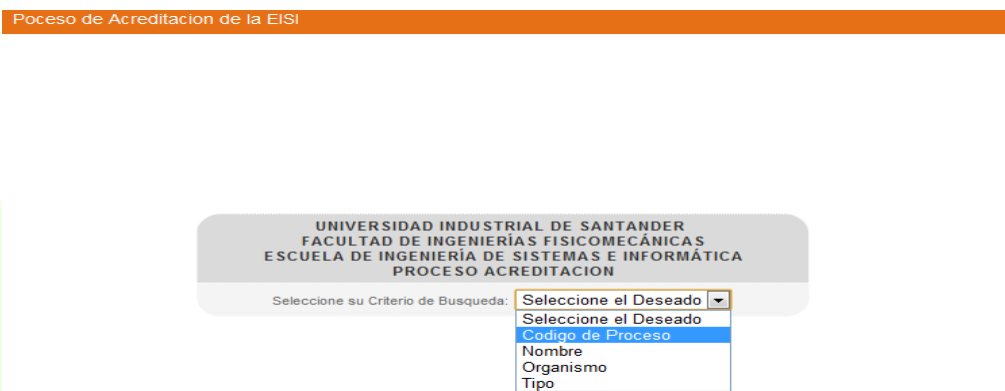 Poceso de Acreditacion de la EISI
UNIVERSIDAD INDUSTRIAL DE SANTANDER
FACULTAD DE INGENIERÍAS FISICOMECÁNICAS
ESCUELA DE INGENIERÍA DE SISTEMAS E INFORMÁTICA
PROCESO ACREDITACION
Seleccione su Criterio de Busqueda: Seleccione el Deseado
Seleccione el Deseado
Codigo de Proceso
Nombre
Organismo
Tipo